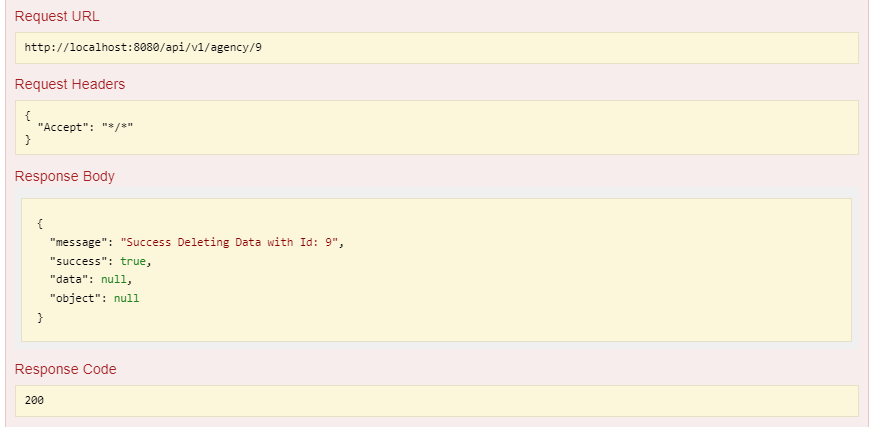 Request URL
http://localhost:8080/api/v1/agency/9
Request Headers
{
  "Accept": "*/*"
}
Response Body
{
  "message": "Success Deleting Data with Id: 9",
  "success": true,
  "data": null,
  "object": null
}
Response Code
200